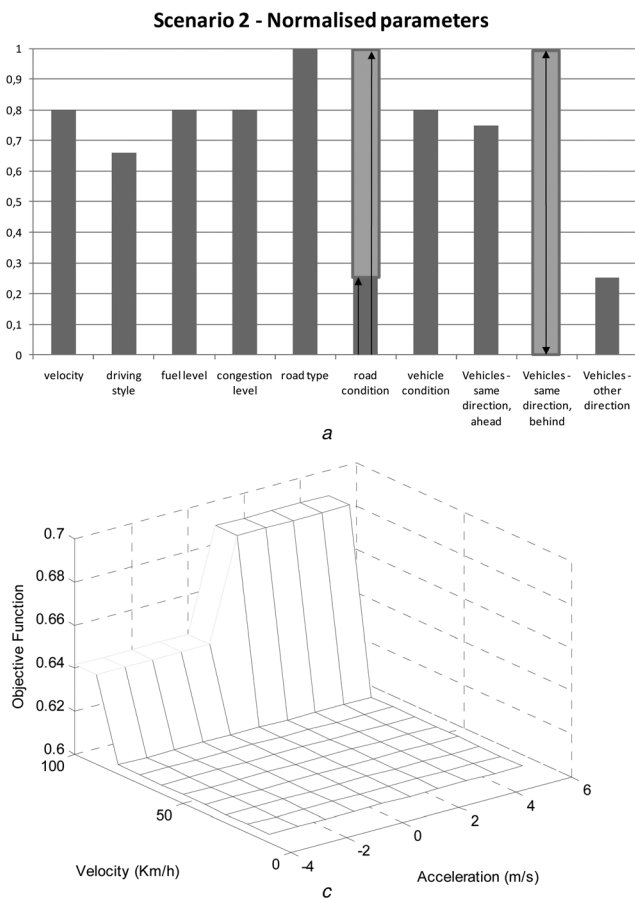 Scenario 2 - Normalised parameters
1
0,9
0,8
0,7
0,6
0,5
0,4
0,3
0,2
0,1
0
velocity
driving
style
fuel level
congestion
level
road type
road
condition
vehicle
condition
Vehicles -
same
direction,
ahead
Vehicles -
same
direction,
behind
Vehicles -
other
direction
a
0.7
0.68
0.66
0.64
0.62
0.6
Objective Function
100
50
0
Velocity (Km/h)
-4
-2
0
2
4
6
Acceleration (m/s)
c